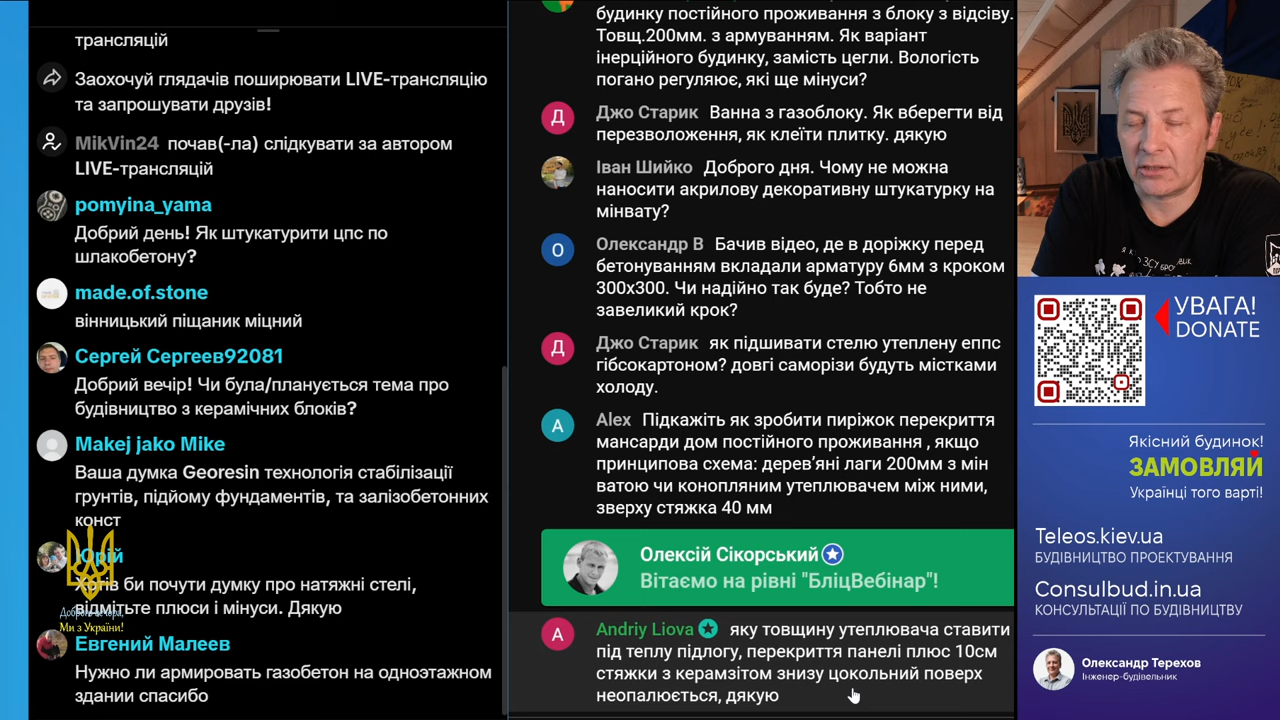 трансляцій
Заохочуй глядачів поширювати LIVE-трансляцію
та запрошувати друзів!
MikVin24 почав(-ла) слідкувати за автором
LIVE-трансляцій
pomyina_yama
Добрий день! Як штукатурити цпс по
шлакобетону?
made.of.stone
вінницький піщаник міцний
Сергей Сергеев92081
Добрий вечір! Чи була/планується тема про
будівництво з керамічних блоків?
Makej jako Mike
Ваша думка Georesin технологія стабілізації
грунтів, підйому фундаментів, та залізобетонних
конст
Юрій
Хотів би почути думку про натяжні стелі,
відмітьте плюси і мінуси. Дякую
Доброго вечора,
Ми з України!
Евгений Малеев
Нужно ли армировать газобетон на одноэтажном
здании спасибо
будинку постійного проживання з блоку з відсіву.
Товщ.200мм. з армуванням. Як варіант
інерційного будинку, замість цегли. Вологість
погано регуляює, які ще мінуси?
Д
Джо Старик Ванна з газоблоку. Як вберегти від
перезволоження, як клеїти плитку. дякую
Іван Шийко Доброго дня. Чому не можна
наносити акрилову декоративну штукатурку на
мінвату?
О
Олександр В Бачив відео, де в доріжку перед
бетонуванням вкладали арматуру 6мм з кроком
300х300. Чи надійно так буде? Тобто не
завеликий крок?
Д
Джо Старик як підшивати стелю утеплену еппс
гібсокартоном? довгі саморізи будуть містками
холоду.
A
Alex Підкажіть як зробити пиріжок перекриття
мансарди дом постійного проживання , якщо
принципова схема: дерев’яні лаги 200мм з мін
ватою чи конопляним утеплювачем між ними,
зверху стяжка 40 мм
Олексій Сікорський
Вітаємо на рівні "БліцВебінар"!
A
Andriy Liova яку товщину утеплювача ставити
під теплу підлогу, перекриття панелі плюс 10см
стяжки з керамзітом знизу цокольний поверх
неопалюється, дякую
УВАГА!
DONATE
Якісний будинок!
ЗАМОВЛЯЙ
Українці того варті!
Teleos.kiev.ua
БУДІВНИЦТВО ПРОЕКТУВАННЯ
Consulbud.in.ua
КОНСУЛЬТАЦІЇ ПО БУДІВНИЦТВУ
Олександр Терехов
Інженер-будівельник